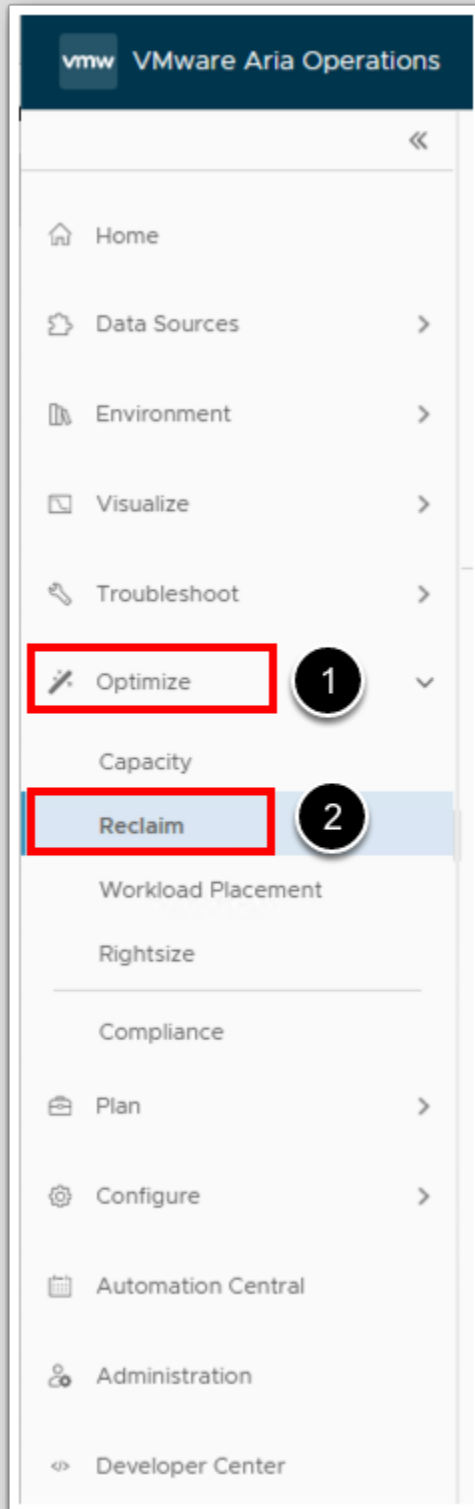 vmw VMware Aria Operations
Home
Data Sources
Environment
Visualize
Troubleshoot
Optimize 1
Capacity
Reclaim 2
Workload Placement
Rightsize
Compliance
Plan
Configure
Automation Central
Administration
Developer Center